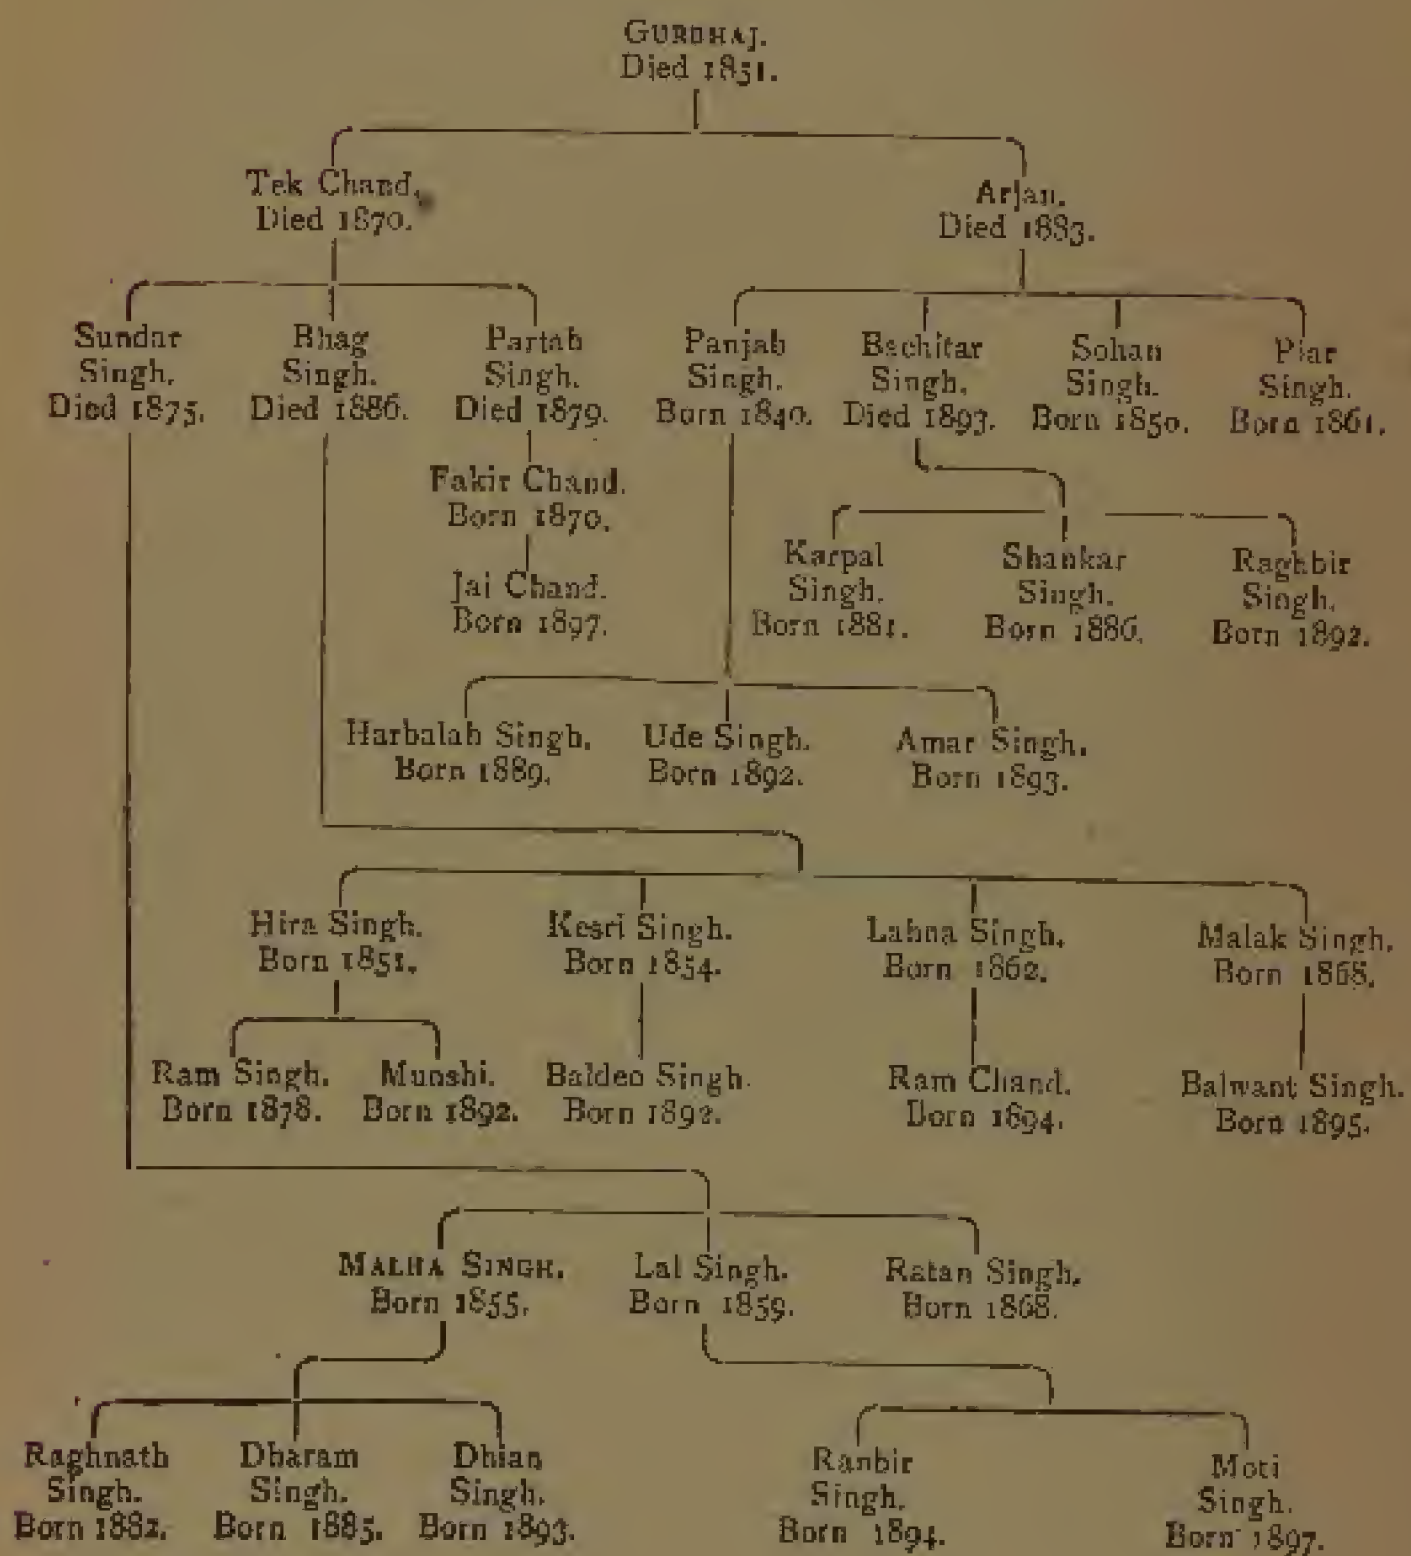 GURDHAJ.
Died 1851.
Tek Chand.
Died 1870.
Arjan.
Died 1883.
Sundar
Singh.
Died 1875.
Bhag
Singh.
Died 1886.
Partab
Singh.
Died 1879.
Panjab
Singh.
Born 1840.
Bachitar
Singh.
Died 1893.
Sohan
Singh.
Born 1850.
Piar
Singh.
Born 1861.
Fakir Chand.
Born 1870.
Jai Chand.
Born 1897.
Karpal
Singh.
Born 1881.
Shankar
Singh.
Born 1886.
Raghbir
Singh.
Born 1892.
Harbalab Singh.
Born 1889.
Ude Singh.
Born 1892.
Amar Singh.
Born 1893.
Hira Singh.
Born 1851.
Kesri Singh.
Born 1854.
Lahna Singh.
Born 1862.
Malak Singh.
Born 1868.
Ram Singh.
Born 1878.
Munshi.
Born 1892.
Baldeo Singh.
Born 1892.
Ram Chand.
Born 1894.
Balwant Singh.
Born 1895.
MALHA SINGH.
Born 1855.
Lal Singh.
Born 1859.
Ratan Singh.
Born 1868.
Raghnath
Singh.
Born 1882.
Dharam
Singh.
Born 1885.
Dhian
Singh.
Born 1893.
Ranbir
Singh.
Born 1894.
Moti
Singh.
Born 1897.